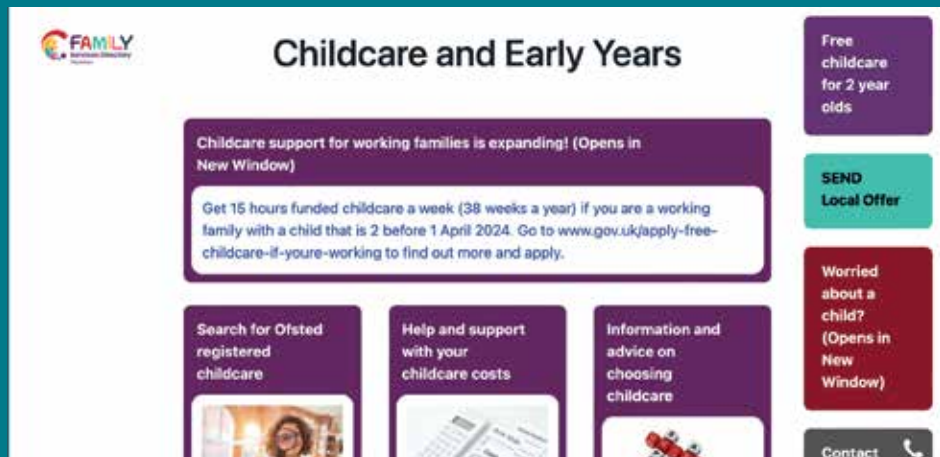 FAMILY
Services Directory
Childcare and Early Years
Childcare support for working families is expanding! (Opens in
New Window)
Get 15 hours funded childcare a week (38 weeks a year) if you are a working
family with a child that is 2 before 1 April 2024. Go to www.gov.uk/apply-free-
childcare-if-youre-working to find out more and apply.
Search for Ofsted
registered
childcare
Help and support
with your
childcare costs
Information and
advice on
choosing
childcare
Free
childcare
for 2 year
olds
SEND
Local Offer
Worried
about a
child?
(Opens in
New
Window)
Contact